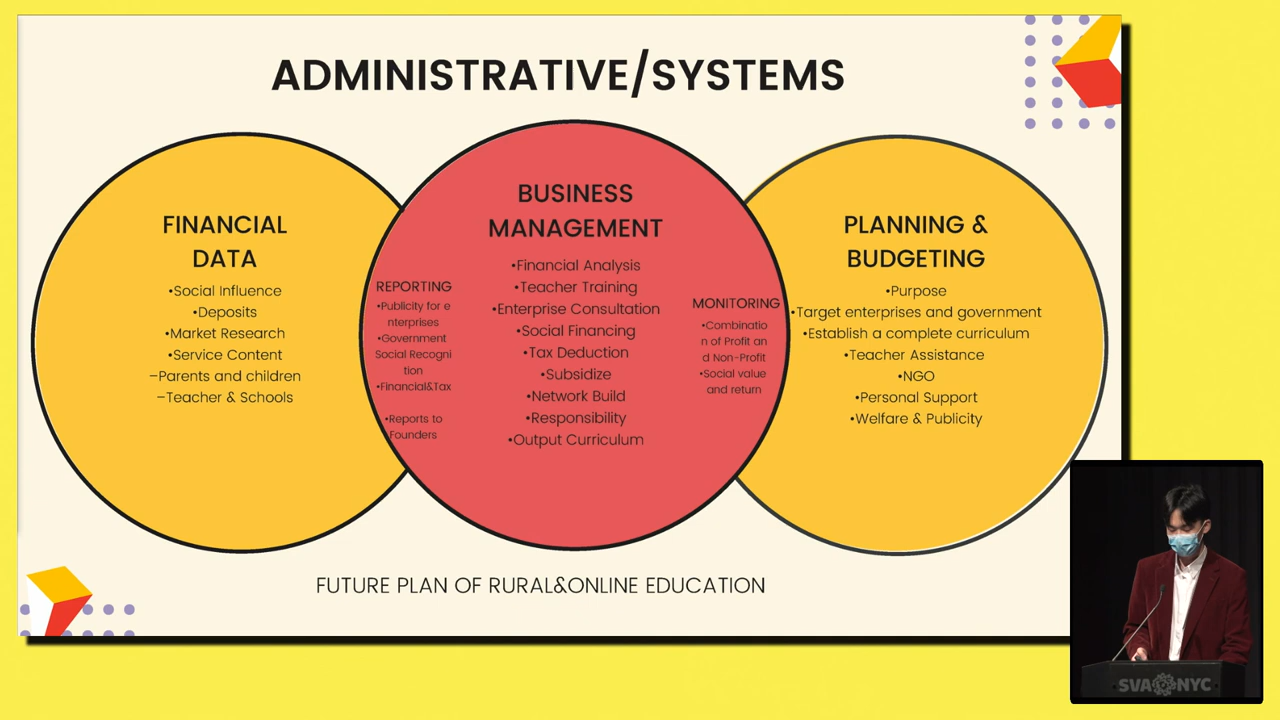 ADMINISTRATIVE/SYSTEMS
FINANCIAL
DATA
•Social Influence
•Deposits
•Market Research
•Service Content
–Parents and children
–Teacher & Schools
REPORTING
•Publicity for e
nterprises
•Government
Social Recogni
tion
•Financial&Tax
•Reports to
Founders
BUSINESS
MANAGEMENT
•Financial Analysis
•Teacher Training
•Enterprise Consultation
•Social Financing
•Tax Deduction
•Subsidize
•Network Build
•Responsibility
•Output Curriculum
MONITORING
•Combinatio
n of Profit an
d Non-Profit
•Social value
and return
PLANNING &
BUDGETING
•Purpose
•Target enterprises and government
•Establish a complete curriculum
•Teacher Assistance
•NGO
•Personal Support
•Welfare & Publicity
FUTURE PLAN OF RURAL&ONLINE EDUCATION
SVA NYC